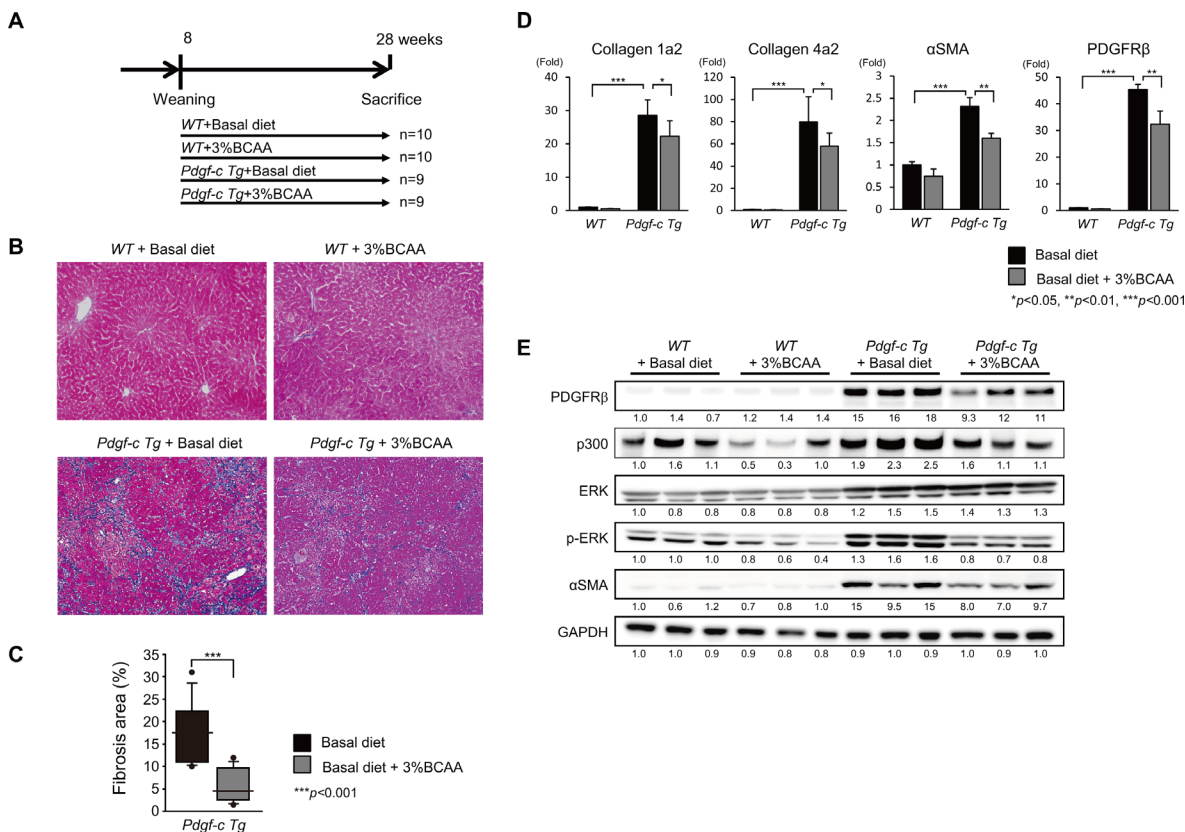 A
8
28 weeks
Weaning
Sacrifice
WT+Basal diet
n=10
WT+3%BCAA
n=10
Pdgf-c Tg+Basal diet
n=9
Pdgf-c Tg+3%BCAA
n=9
B
WT + Basal diet
WT + 3%BCAA
Pdgf-c Tg + Basal diet
Pdgf-c Tg + 3%BCAA
C
Fibrosis area (%)
35
30
25
20
15
10
5
0
***
Pdgf-c Tg
Basal diet
Basal diet + 3%BCAA
***p<0.001
D
Collagen 1a2
(Fold)
40
30
20
10
0
***
*
WT
Pdgf-c Tg
Collagen 4a2
(Fold)
120
100
80
60
40
20
0
***
*
WT
Pdgf-c Tg
αSMA
(Fold)
3
2.5
2
1.5
1
0.5
0
***
**
WT
Pdgf-c Tg
PDGFRβ
(Fold)
50
40
30
20
10
0
***
**
WT
Pdgf-c Tg
Basal diet
Basal diet + 3%BCAA
*p<0.05, **p<0.01, ***p<0.001
E
WT
+ Basal diet
WT
+ 3%BCAA
Pdgf-c Tg
+ Basal diet
Pdgf-c Tg
+ 3%BCAA
PDGFRβ
1.0 1.4 0.7 1.2 1.4 1.4 15 16 18 9.3 12 11
p300
1.0 1.6 1.1 0.5 0.3 1.0 1.9 2.3 2.5 1.6 1.1 1.1
ERK
1.0 0.8 0.8 0.8 0.8 0.8 1.2 1.5 1.5 1.4 1.3 1.3
p-ERK
1.0 1.0 1.0 0.8 0.6 0.4 1.3 1.6 1.6 0.8 0.7 0.8
αSMA
1.0 0.6 1.2 0.7 0.8 1.0 15 9.5 15 8.0 7.0 9.7
GAPDH
1.0 1.0 0.9 0.9 0.8 0.8 0.9 1.0 0.9 1.0 0.9 1.0